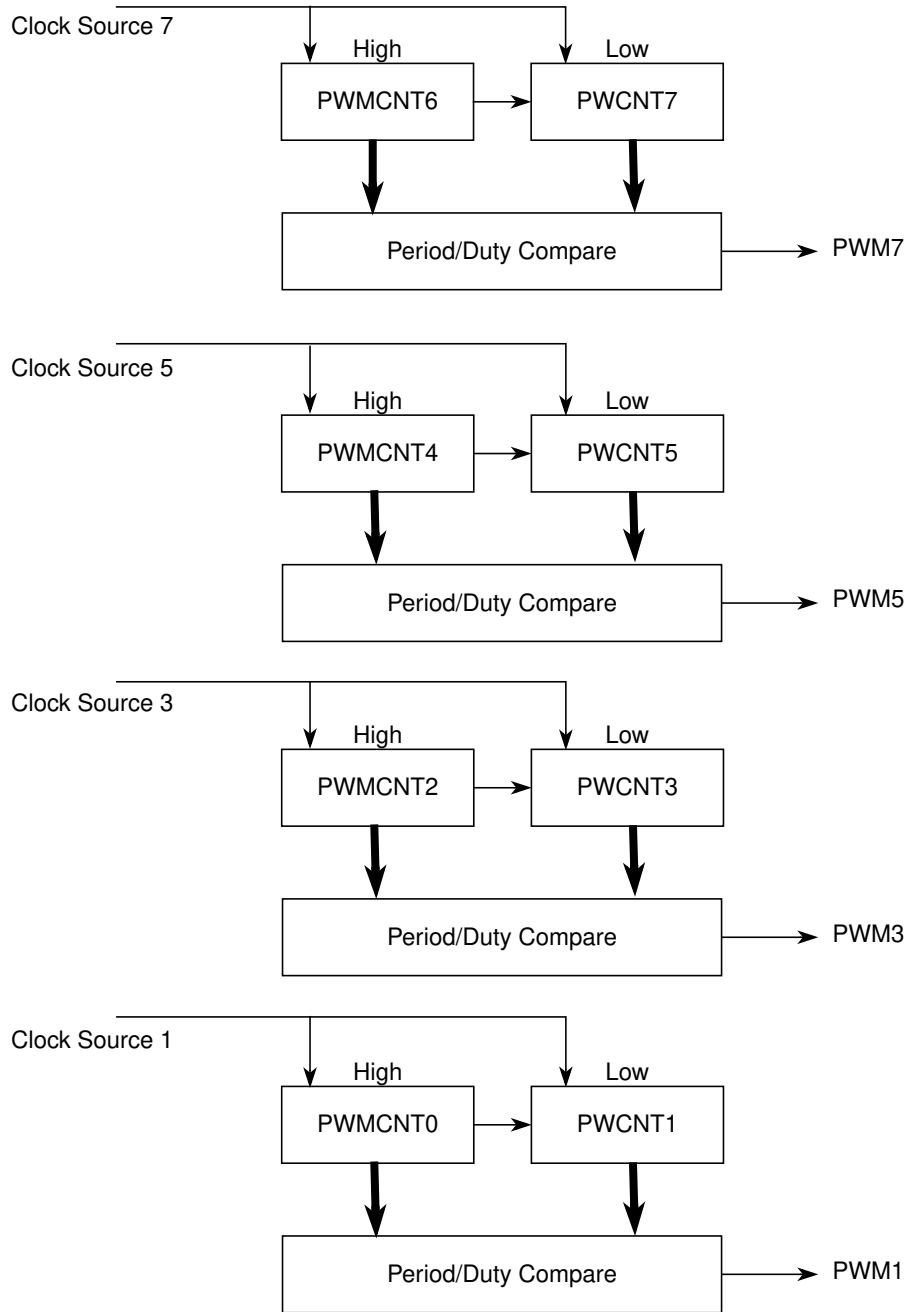 Clock Source 7
High
Low
PWMCNT6
PWCNT7
Period/Duty Compare
PWM7
Clock Source 5
High
Low
PWMCNT4
PWCNT5
Period/Duty Compare
PWM5
Clock Source 3
High
Low
PWMCNT2
PWCNT3
Period/Duty Compare
PWM3
Clock Source 1
High
Low
PWMCNT0
PWCNT1
Period/Duty Compare
PWM1